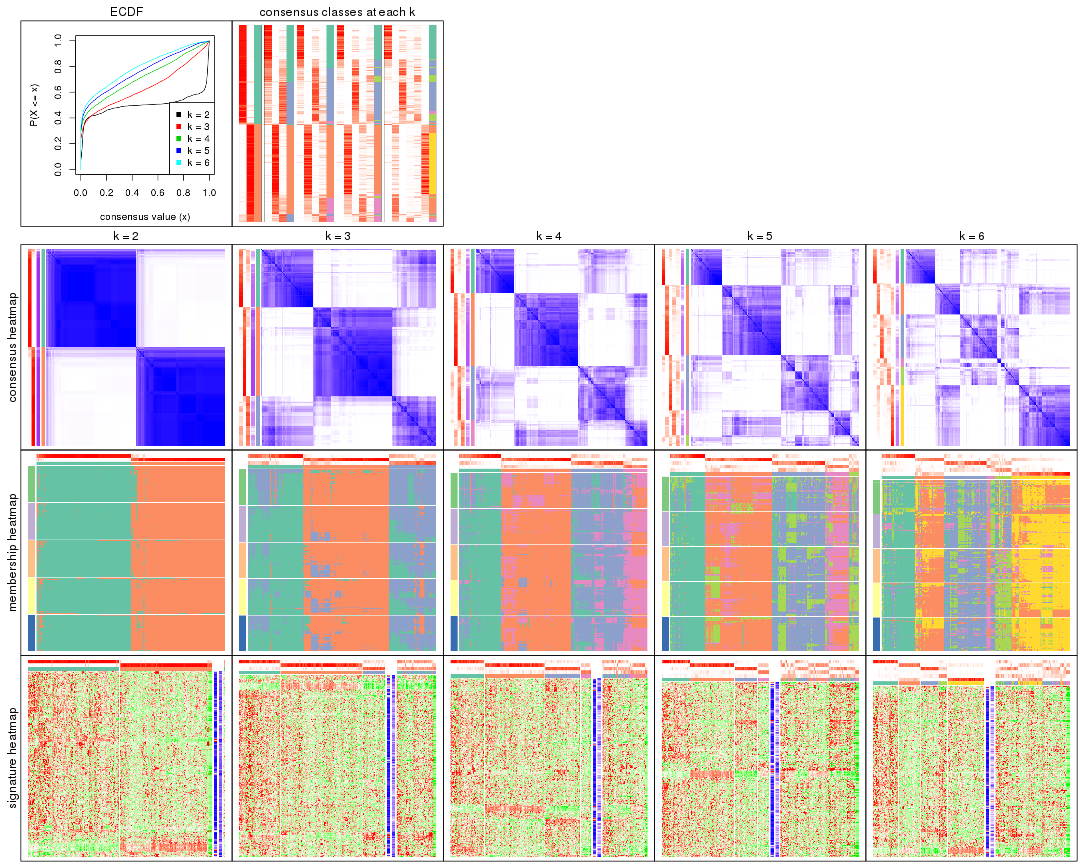 ECDF
consensus classes at each k
P(X <= x)
1.0
0.8
0.6
0.4
0.2
0.0
k = 2
k = 3
k = 4
k = 5
k = 6
0.0 0.2 0.4 0.6 0.8 1.0
consensus value (x)
k = 2 k = 3 k = 4 k = 5 k = 6
consensus heatmap
membership heatmap
signature heatmap